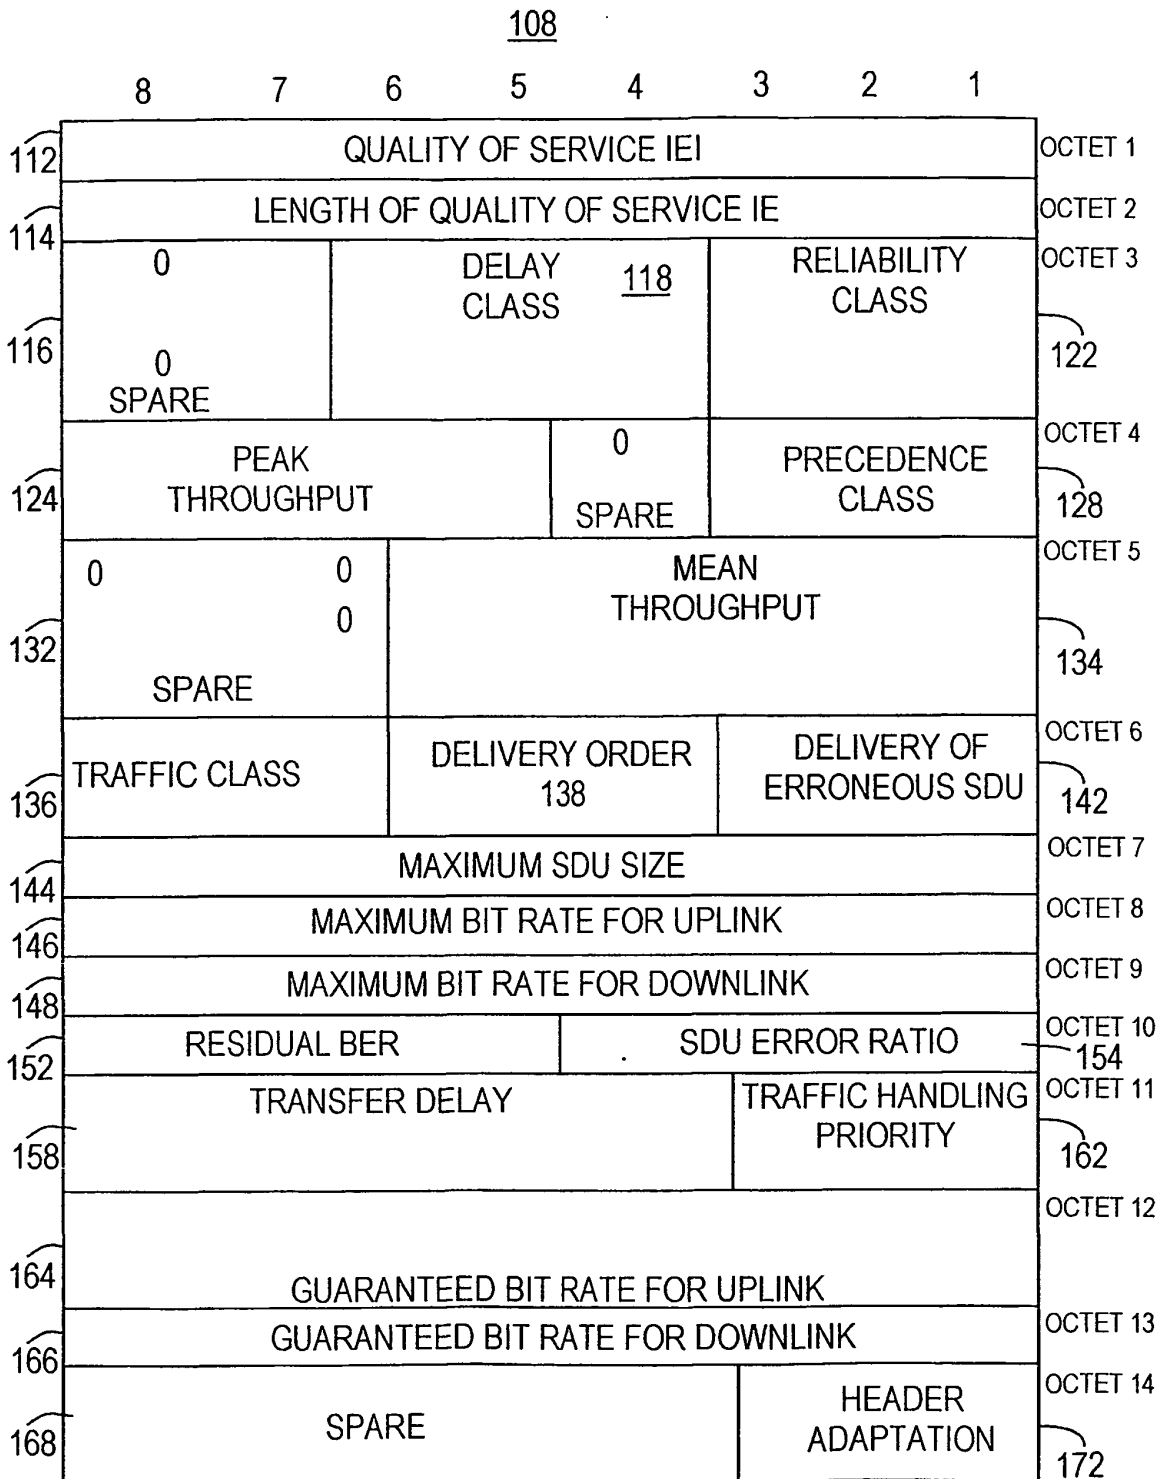 108
8 7 6 5 4 3 2 1
112 QUALITY OF SERVICE IEI OCTET 1
114 LENGTH OF QUALITY OF SERVICE IE OCTET 2
0 DELAY RELIABILITY OCTET 3
CLASS 118 CLASS
116 122
0
SPARE
PEAK 0 PRECEDENCE OCTET 4
THROUGHPUT CLASS
124 SPARE 128
0 0 MEAN OCTET 5
0 THROUGHPUT
132 134
SPARE
TRAFFIC CLASS DELIVERY ORDER DELIVERY OF OCTET 6
138 ERRONEOUS SDU
136 142
144 MAXIMUM SDU SIZE OCTET 7
146 MAXIMUM BIT RATE FOR UPLINK OCTET 8
148 MAXIMUM BIT RATE FOR DOWNLINK OCTET 9
152 RESIDUAL BER SDU ERROR RATIO OCTET 10
154
TRANSFER DELAY TRAFFIC HANDLING OCTET 11
PRIORITY
158 162
OCTET 12
164 GUARANTEED BIT RATE FOR UPLINK
166 GUARANTEED BIT RATE FOR DOWNLINK OCTET 13
SPARE HEADER OCTET 14
ADAPTATION
168 172